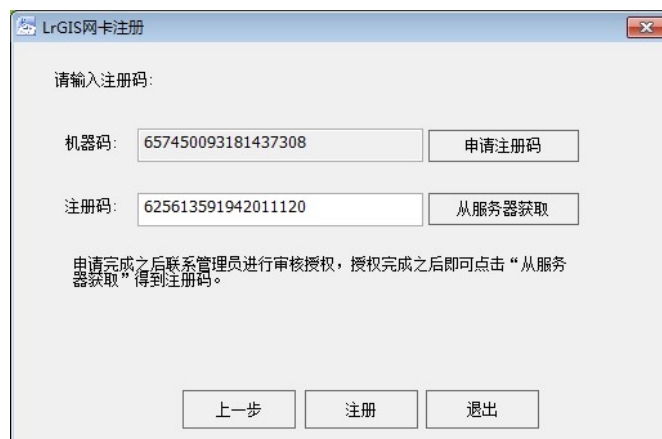 LrGIS网卡注册
请输入注册码:
机器码: 657450093181437308 申请注册码
注册码: 625613591942011120 从服务器获取
申请完成之后联系管理员进行审核授权，授权完成之后即可点击“从服务
器获取”得到注册码。
上一步 注册 退出